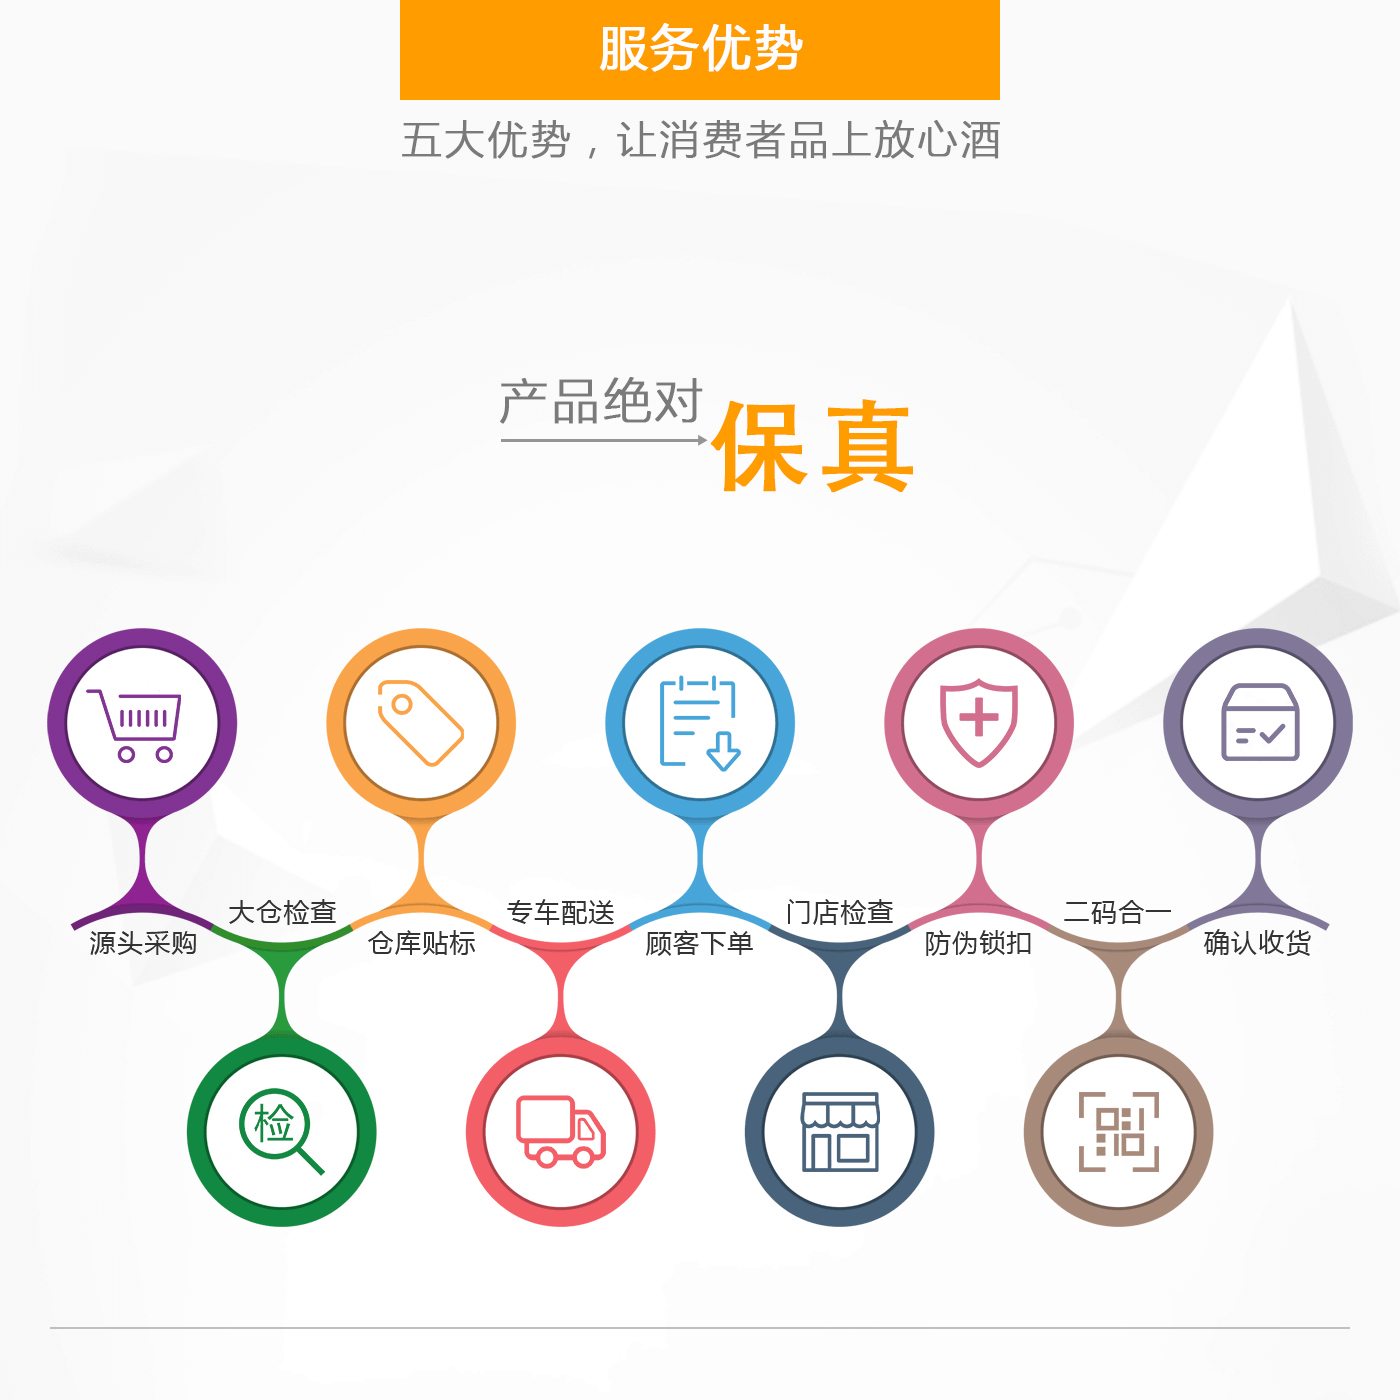 服务优势
五大优势，让消费者品上放心酒
产品绝对
保真
大仓检查
专车配送
门店检查
二码合一
源头采购
仓库贴标
顾客下单
防伪锁扣
确认收货
检